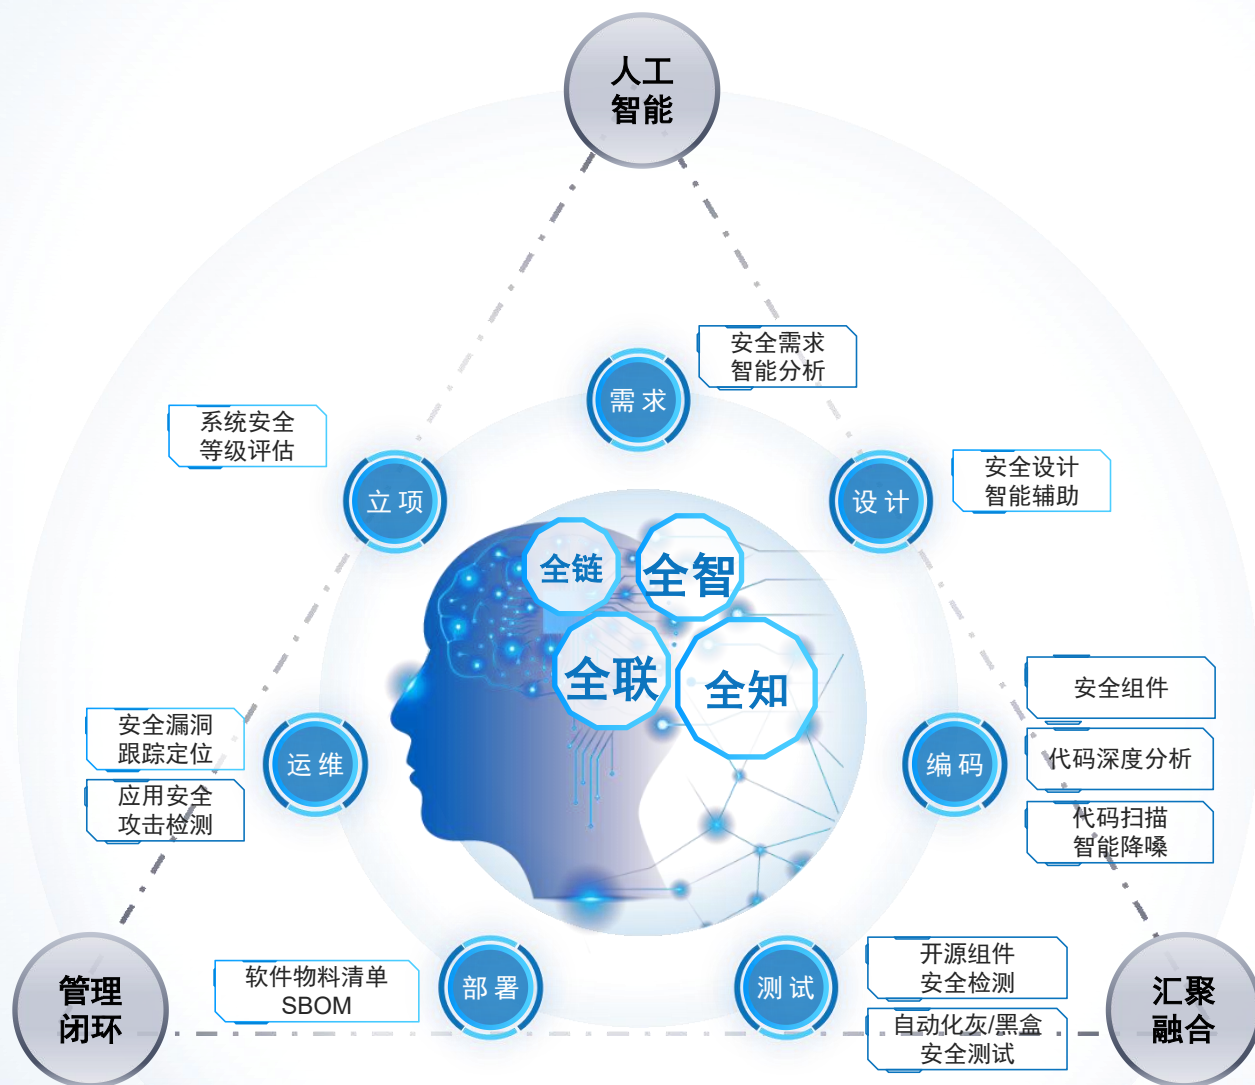 人工
智能
安全需求
智能分析
需求
系统安全
等级评估
立项
设计
安全设计
智能辅助
全链
全智
全联
全知
安全漏洞
跟踪定位
应用安全
攻击检测
运维
编码
安全组件
代码深度分析
代码扫描
智能降嗓
管理
闭环
软件物料清单
SBOM
部署
测试
开源组件
安全检测
自动化灰/黑盒
安全测试
汇聚
融合